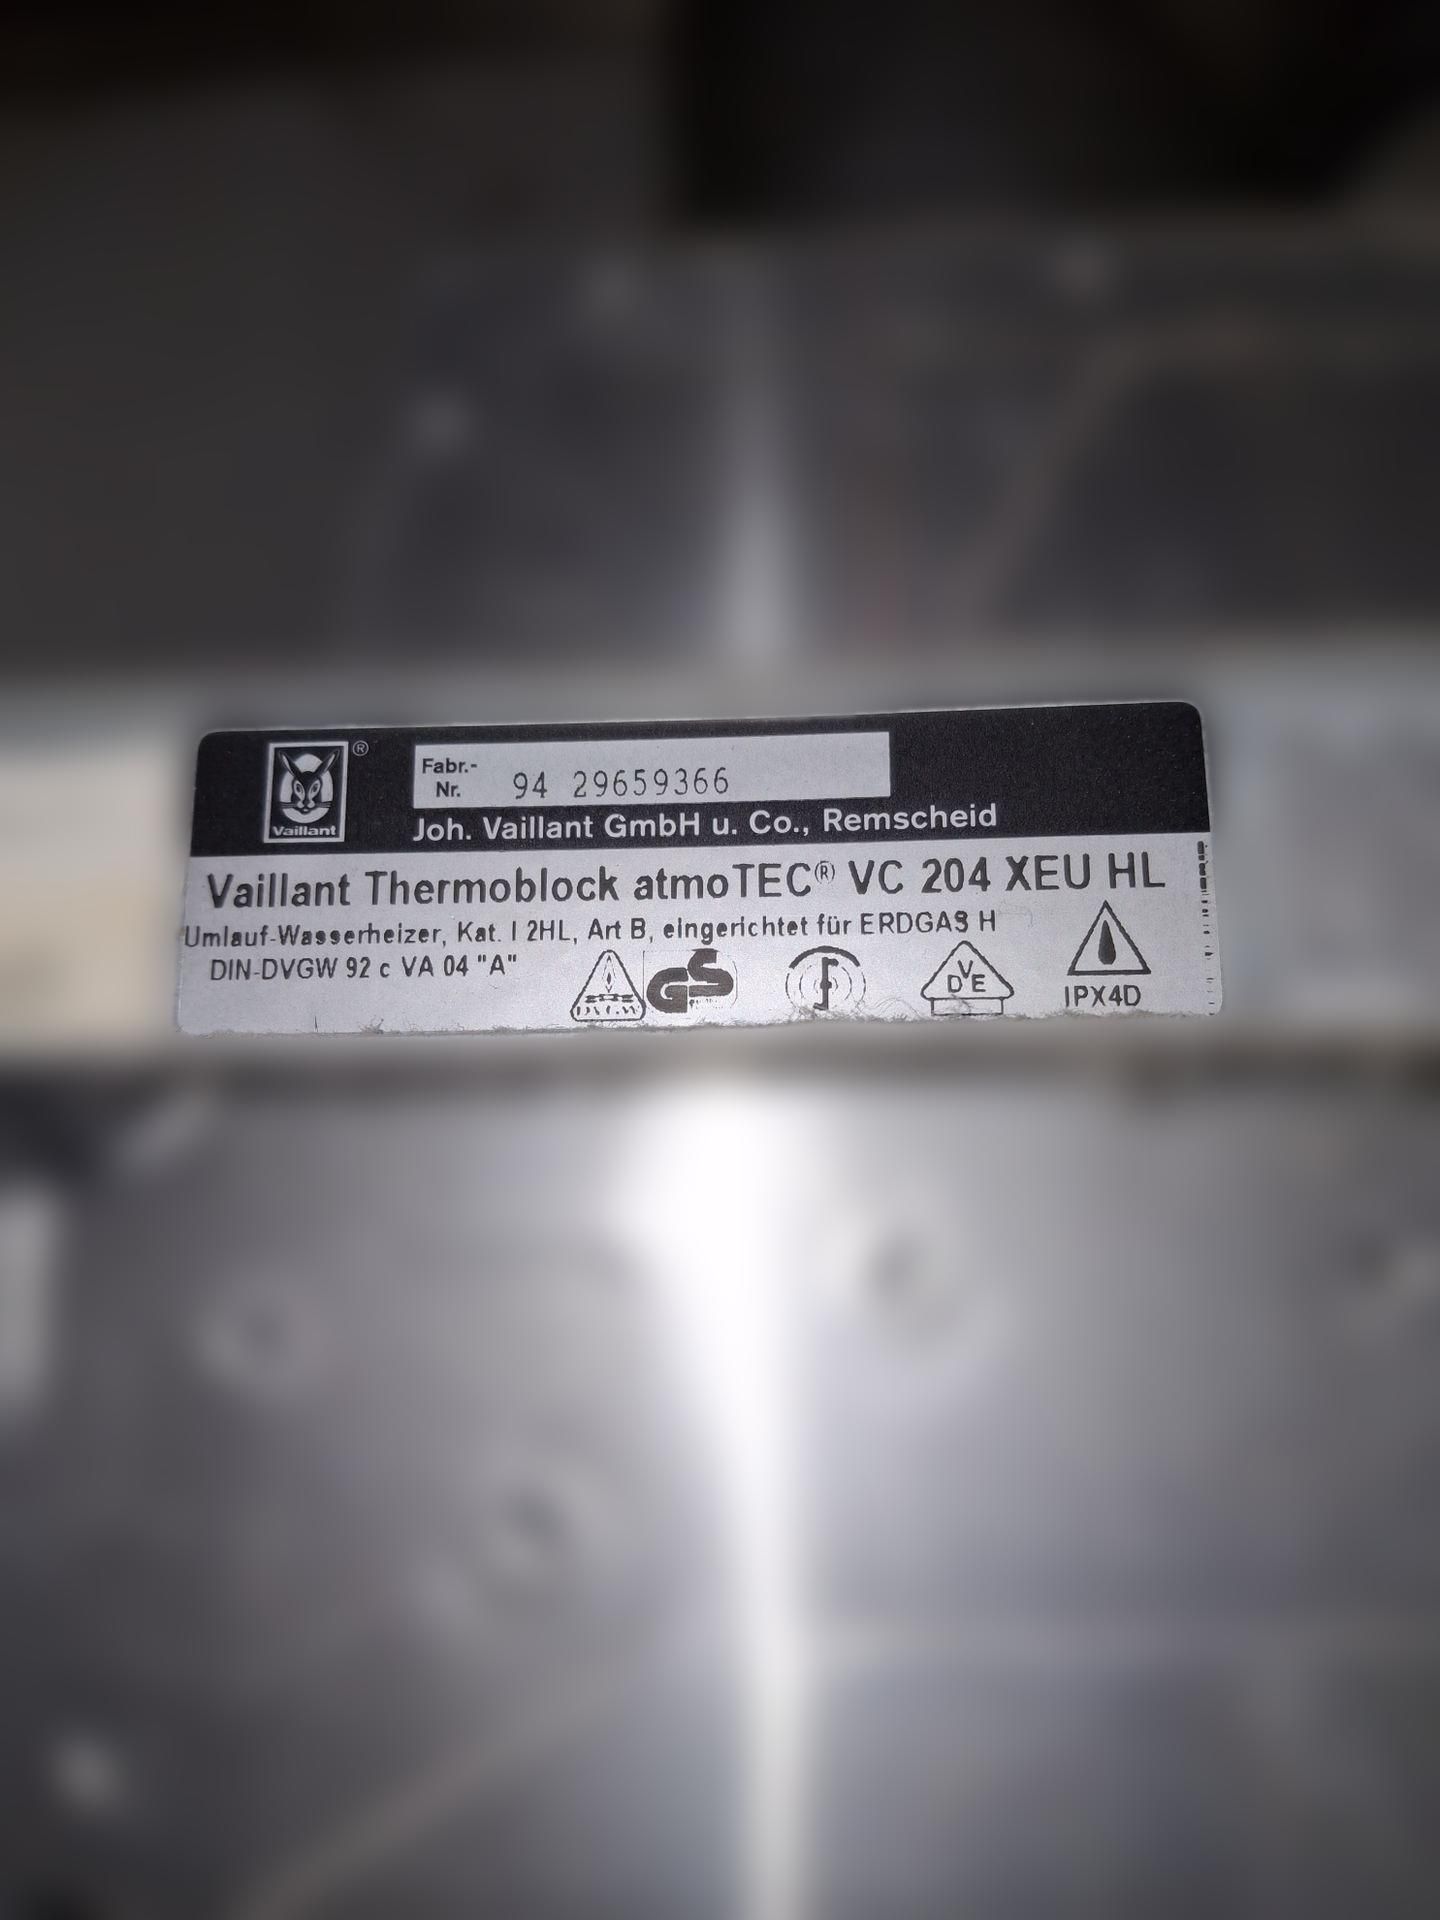 Vaillant ®
Fabr.-Nr. 94 29659366
Joh. Vaillant GmbH u. Co., Remscheid
Vaillant Thermoblock atmoTEC® VC 204 XEU HL
Umlauf-Wasserheizer, Kat. I 2HL, Art B, eingerichtet für ERDGAS H
DIN-DVGW 92 c VA 04 "A"
DVGW
GS
DVE
IPX4D